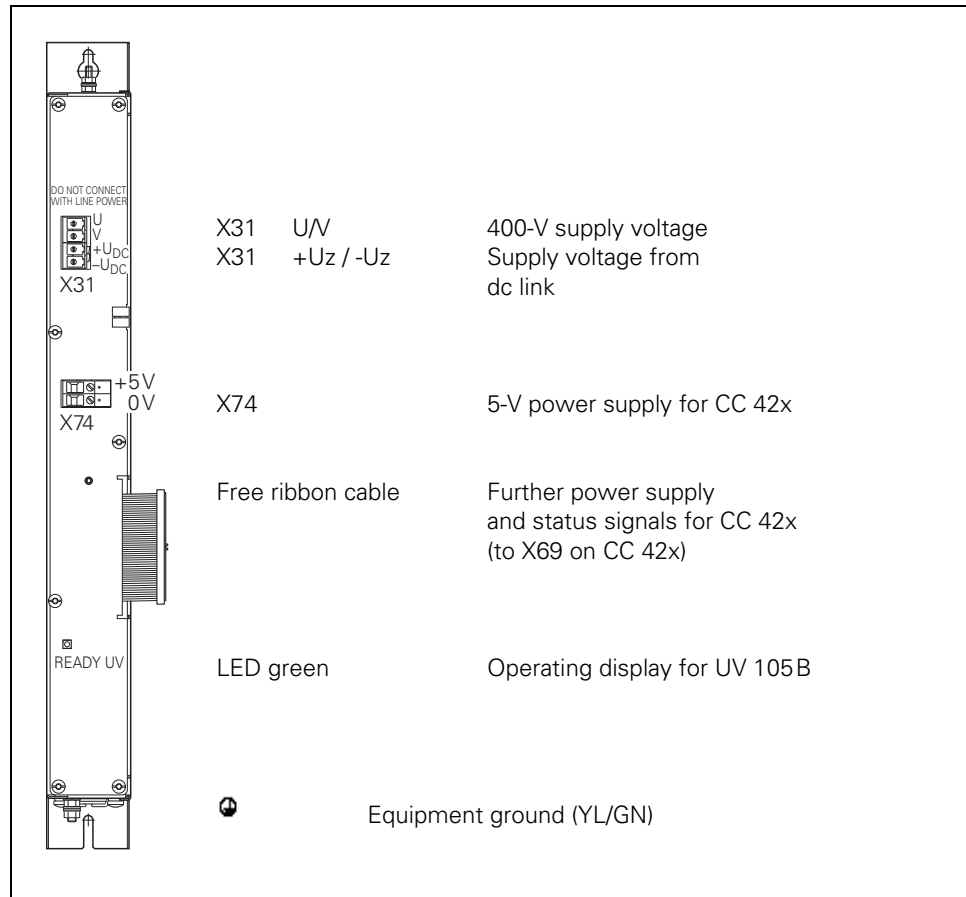 DO NOT CONNECT
WITH LINE POWER
U
V
+UDC
–UDC
X31
X31 U/V 400-V supply voltage
X31 +Uz / -Uz Supply voltage from
dc link
+5V
0V
X74
X74 5-V power supply for CC 42x
Free ribbon cable Further power supply
and status signals for CC 42x
(to X69 on CC 42x)
READY UV
LED green Operating display for UV 105B
Equipment ground (YL/GN)